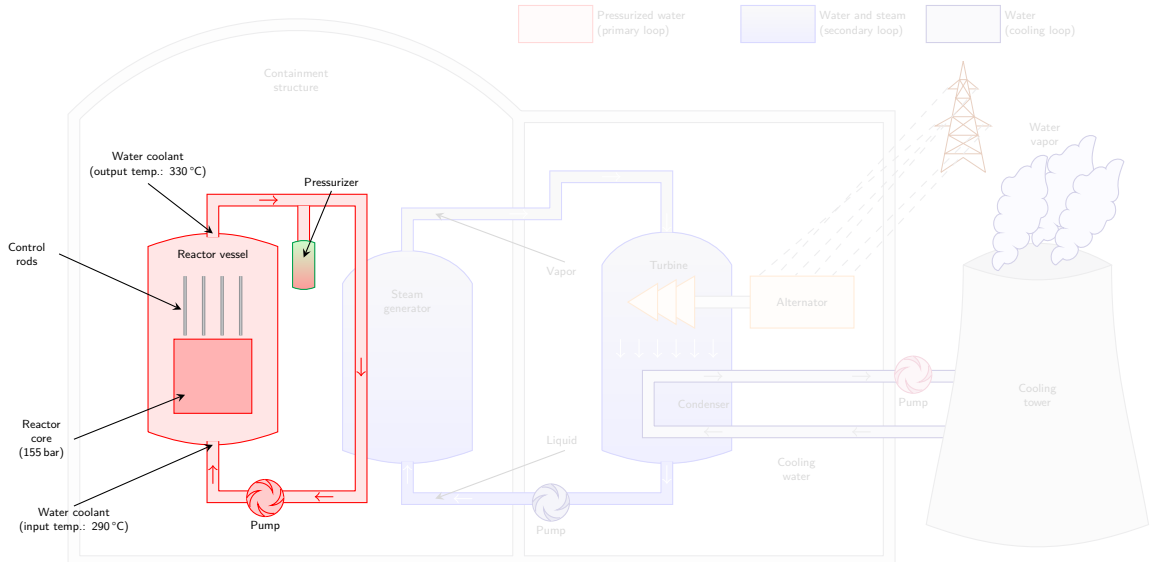 Pressurized water
(primary loop)
Water and steam
(secondary loop)
Water
(cooling loop)
Containment
structure
Water
vapor
Water coolant
(output temp.: 330 °C)
Pressurizer
Control
rods
Reactor vessel
Vapor
Turbine
Steam
generator
Alternator
Cooling
tower
Pump
Condenser
Reactor
core
(155 bar)
Liquid
Cooling
water
Water coolant
(input temp.: 290 °C)
Pump
Pump